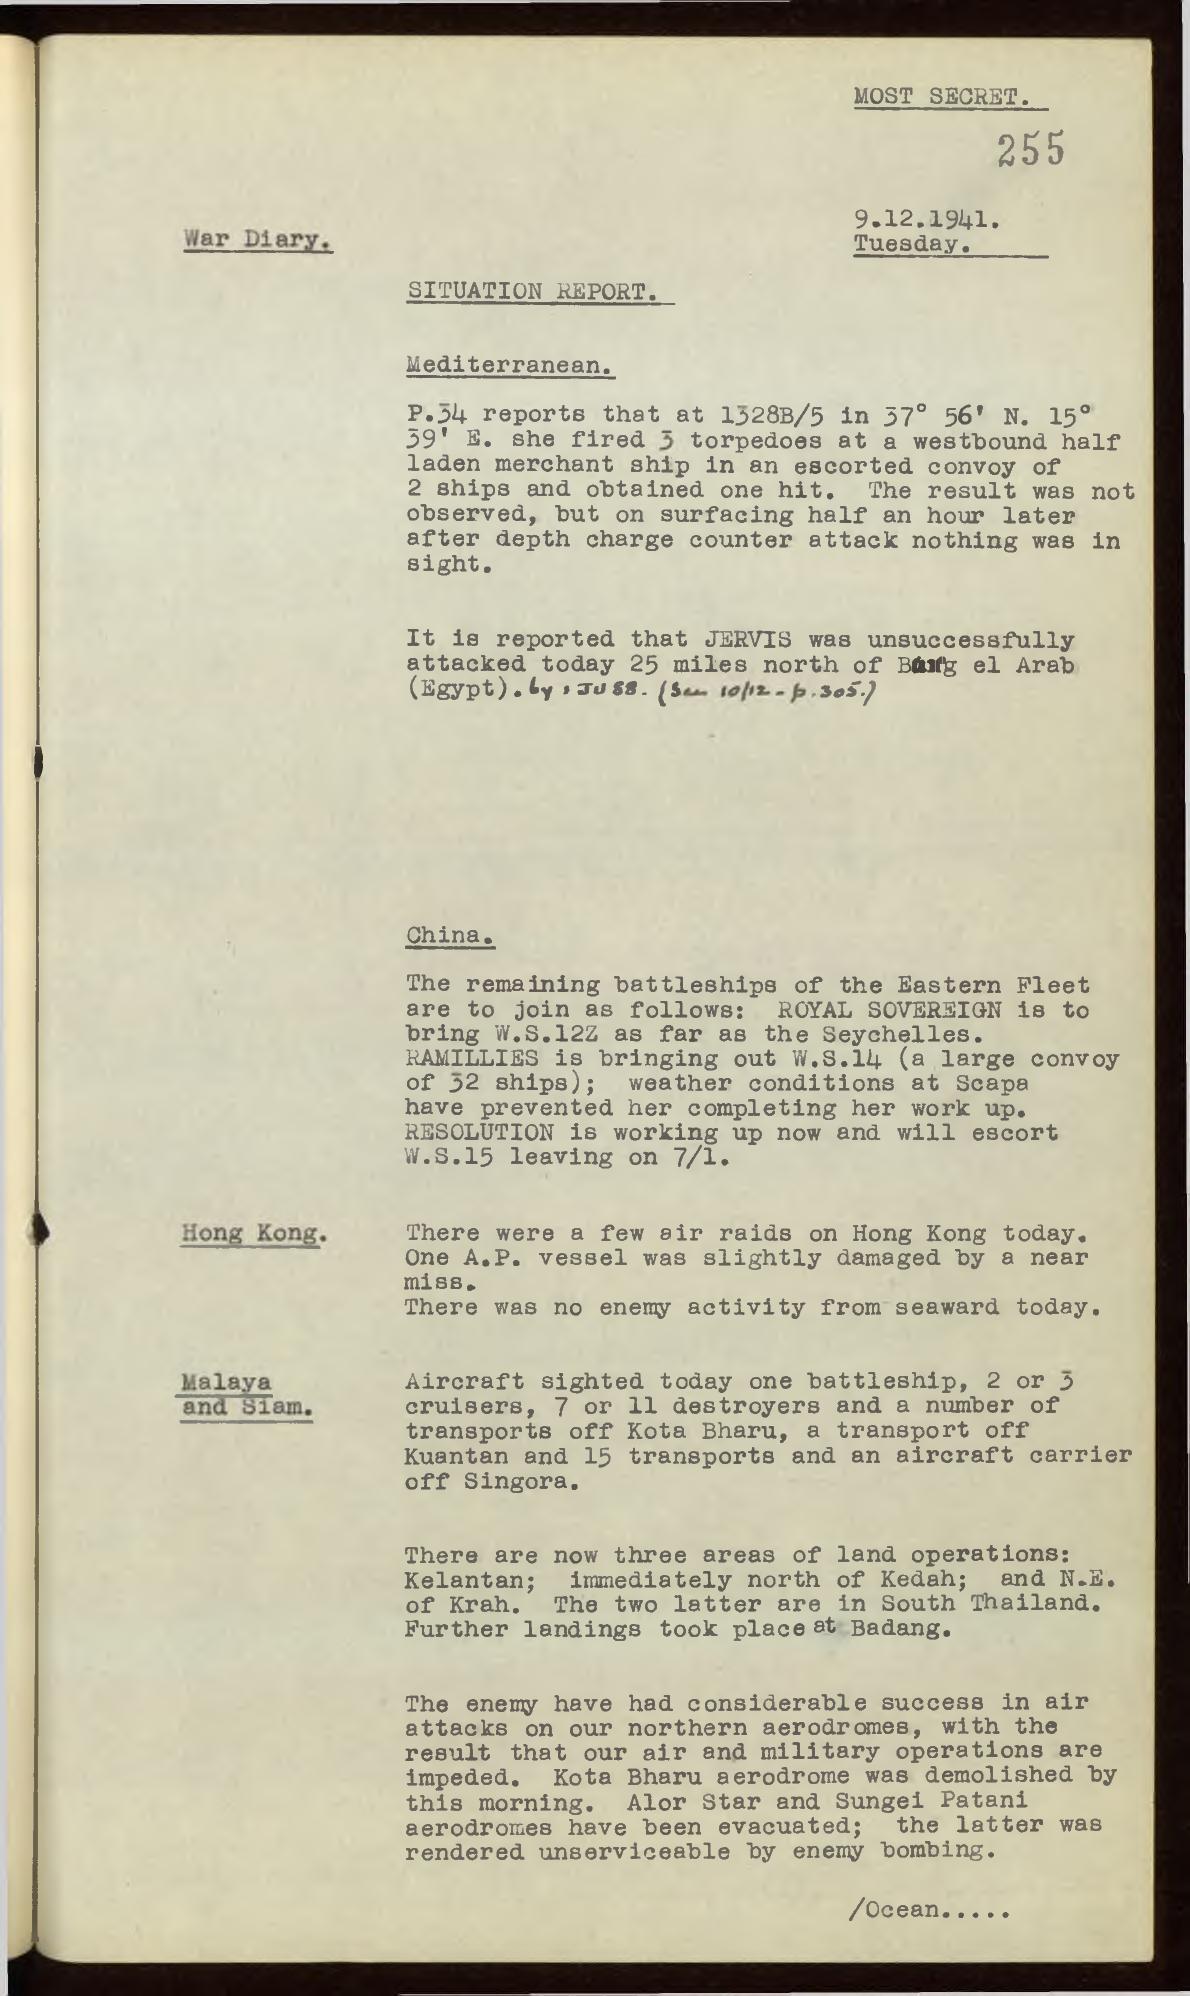 MOST SECRET.
255
9.12.1941.
War Diary.
Tuesday.
SITUATION REPORT.
Mediterranean.
P.34 reports that at 1328B/5 in 37° 56' N. 15°
39' E. she fired 3 torpedoes at a westbound half
laden merchant ship in an escorted convoy of
2 ships and obtained one hit. The result was not
observed, but on surfacing half an hour later
after depth charge counter attack nothing was in
sight.
It is reported that JERVIS was unsuccessfully
attacked today 25 miles north of el Arab
(Egypt). by 1 JU 88. (See 10/12 - p. 305.)
China.
The remaining battleships of the Eastern Fleet
are to join as follows: ROYAL SOVEREIGN is to
bring W.S.12Z as far as the Seychelles.
RAMILLIES is bringing out W.S.14 (a large convoy
of 32 ships); weather conditions at Scapa
have prevented her completing her work up.
RESOLUTION is working up now and will escort
W.S.15 leaving on 7/1.
Hong Kong. There were a few air raids on Hong Kong today.
One A.P. vessel was slightly damaged by a near
miss.
There was no enemy activity from seaward today.
Malaya Aircraft sighted today one battleship, 2 or 3
and Siam. cruisers, 7 or 11 destroyers and a number of
transports off Kota Bharu, a transport off
Kuantan and 15 transports and an aircraft carrier
off Singora.
There are now three areas of land operations:
Kelantan; immediately north of Kedah; and N.E.
of Krah. The two latter are in South Thailand.
Further landings took place at Badang.
The enemy have had considerable success in air
attacks on our northern aerodromes, with the
result that our air and military operations are
impeded. Kota Bharu aerodrome was demolished by
this morning. Alor Star and Sungei Patani
aerodromes have been evacuated; the latter was
rendered unserviceable by enemy bombing.
/Ocean.....